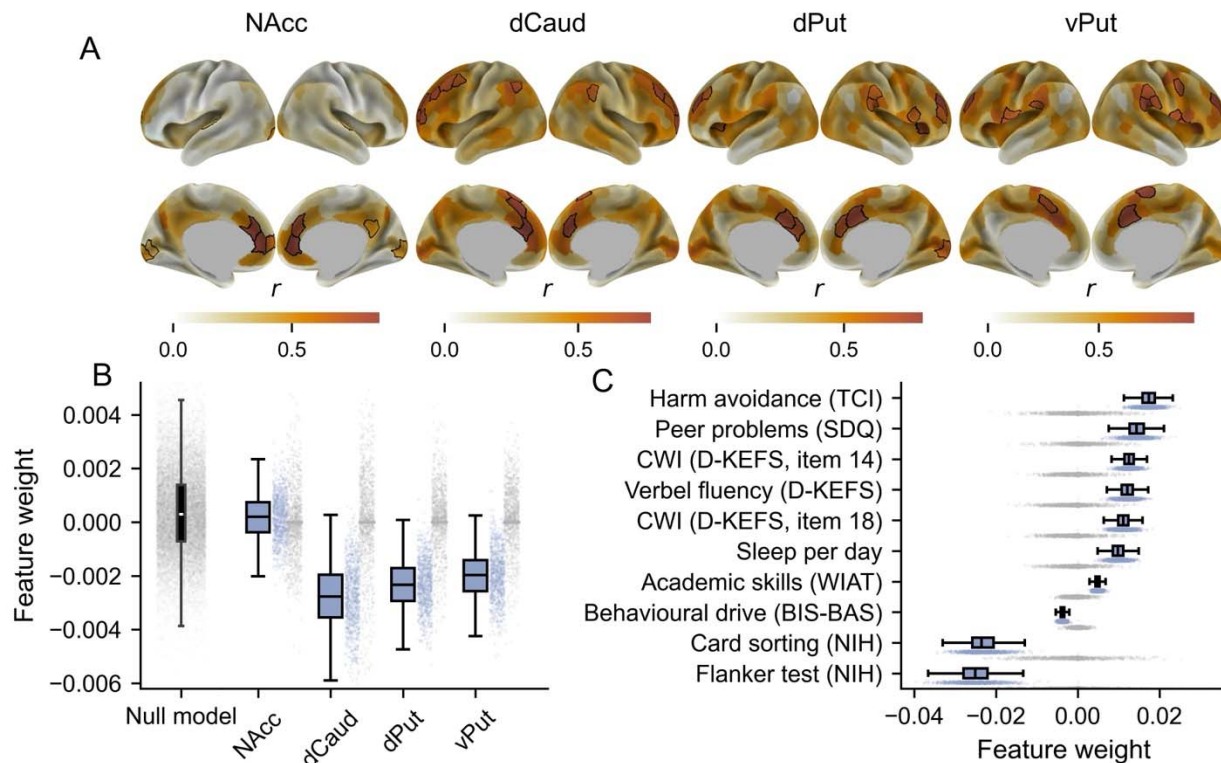 NAcc dCaud dPut vPut
A
r r r r
0.0 0.5 0.0 0.5 0.0 0.5 0.0 0.5
B
Feature weight
0.004
0.002
0.000
−0.002
−0.004
−0.006
Null model NAcc dCaud dPut vPut
C
Harm avoidance (TCI)
Peer problems (SDQ)
CWI (D-KEFS, item 14)
Verbel fluency (D-KEFS)
CWI (D-KEFS, item 18)
Sleep per day
Academic skills (WIAT)
Behavioural drive (BIS-BAS)
Card sorting (NIH)
Flanker test (NIH)
−0.04 −0.02 0.00 0.02
Feature weight